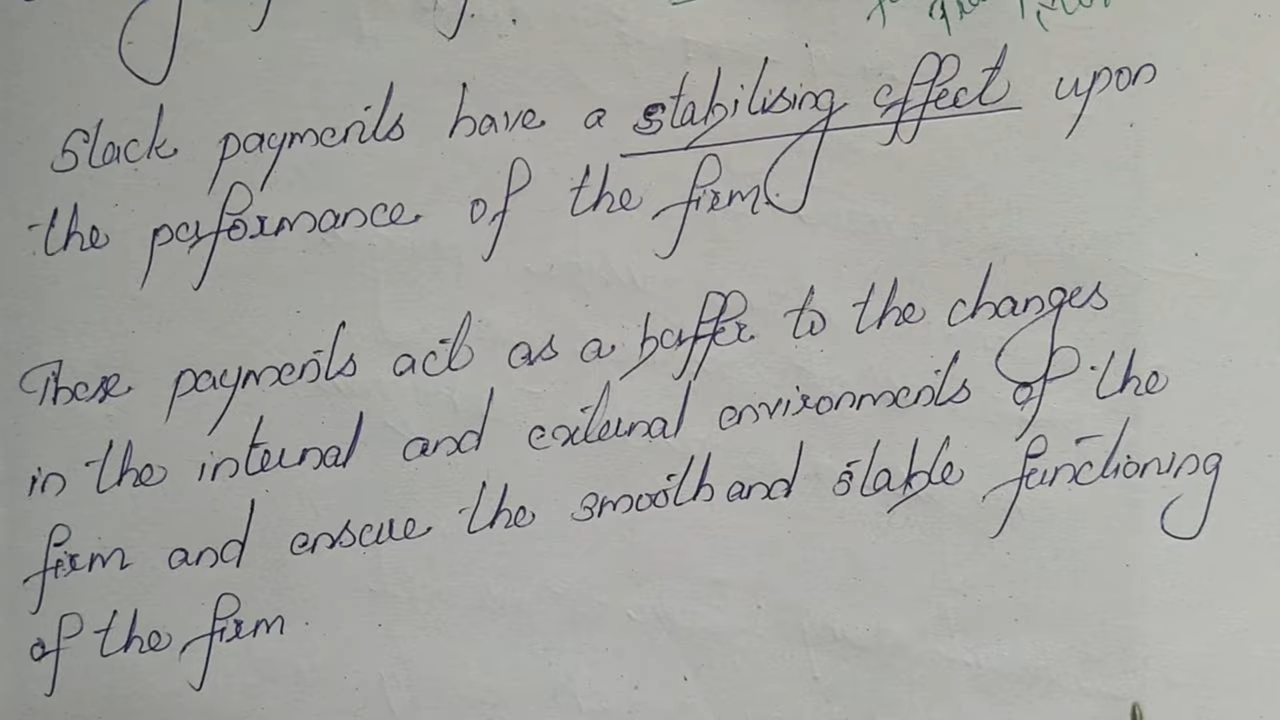 Slack payments have a stabilising effect upon
the performance of the firm.
These payments act as a buffer to the changes
in the internal and external environments of the
firm and ensure the smooth and stable functioning
of the firm.